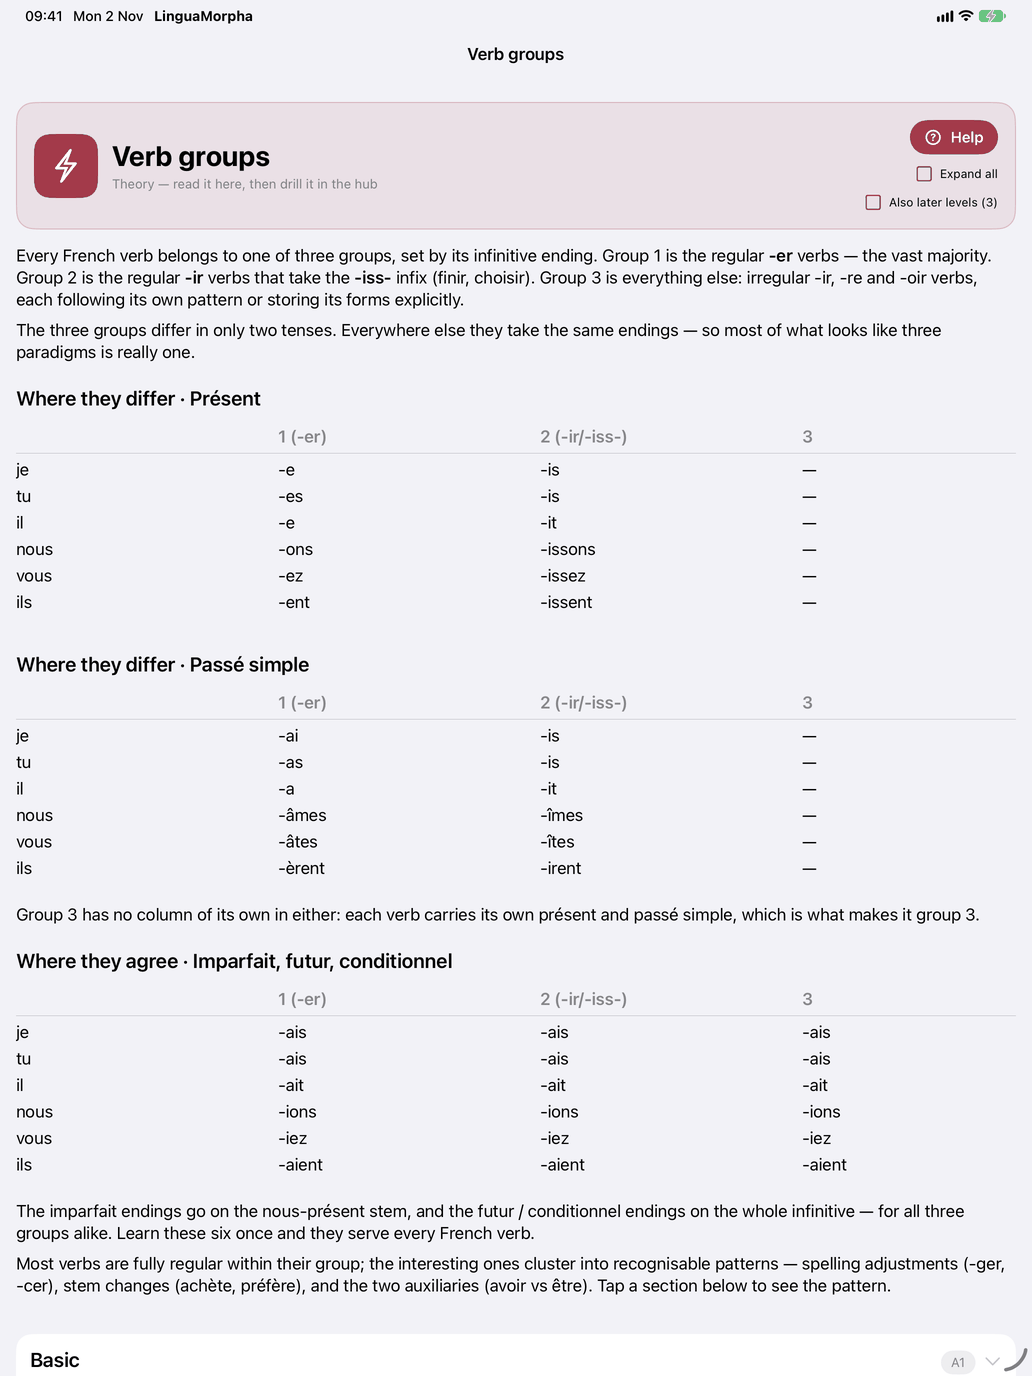 09:41 Mon 2 Nov LinguaMorpha
Verb groups
Verb groups
Theory — read it here, then drill it in the hub
Help
Expand all
Also later levels (3)
Every French verb belongs to one of three groups, set by its infinitive ending. Group 1 is the regular -er verbs — the vast majority.
Group 2 is the regular -ir verbs that take the -iss- infix (finir, choisir). Group 3 is everything else: irregular -ir, -re and -oir verbs,
each following its own pattern or storing its forms explicitly.
The three groups differ in only two tenses. Everywhere else they take the same endings — so most of what looks like three
paradigms is really one.
Where they differ · Présent
1 (-er) 2 (-ir/-iss-) 3
je -e -is —
tu -es -is —
il -e -it —
nous -ons -issons —
vous -ez -issez —
ils -ent -issent —
Where they differ · Passé simple
1 (-er) 2 (-ir/-iss-) 3
je -ai -is —
tu -as -is —
il -a -it —
nous -âmes -îmes —
vous -âtes -îtes —
ils -èrent -irent —
Group 3 has no column of its own in either: each verb carries its own présent and passé simple, which is what makes it group 3.
Where they agree · Imparfait, futur, conditionnel
1 (-er) 2 (-ir/-iss-) 3
je -ais -ais -ais
tu -ais -ais -ais
il -ait -ait -ait
nous -ions -ions -ions
vous -iez -iez -iez
ils -aient -aient -aient
The imparfait endings go on the nous-présent stem, and the futur / conditionnel endings on the whole infinitive — for all three
groups alike. Learn these six once and they serve every French verb.
Most verbs are fully regular within their group; the interesting ones cluster into recognisable patterns — spelling adjustments (-ger,
-cer), stem changes (achète, préfère), and the two auxiliaries (avoir vs être). Tap a section below to see the pattern.
Basic A1